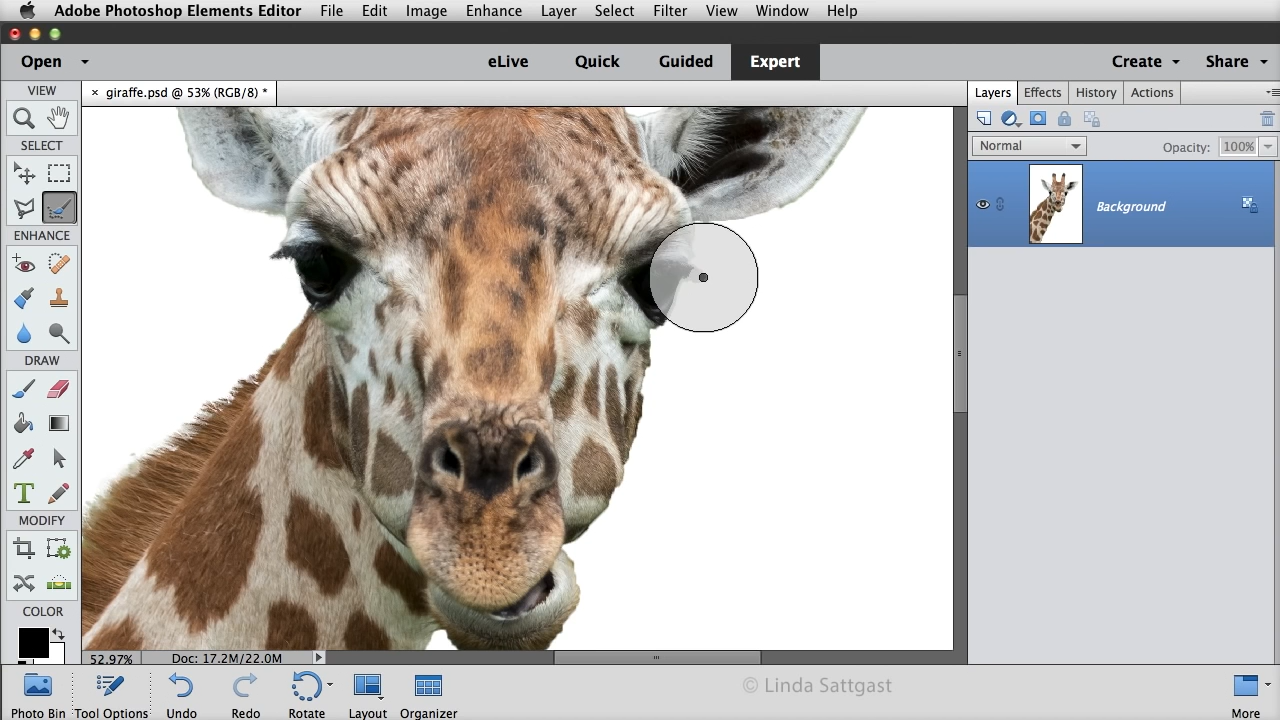 Adobe Photoshop Elements Editor File Edit Image Enhance Layer Select Filter View Window Help
Open eLive Quick Guided Expert Create Share
VIEW
× giraffe.psd @ 53% (RGB/8) *
Layers Effects History Actions
SELECT
Normal Opacity: 100%
Background
ENHANCE
DRAW
T
MODIFY
COLOR
52.97% Doc: 17.2M/22.0M
© Linda Sattgast
Photo Bin Tool Options Undo Redo Rotate Layout Organizer More